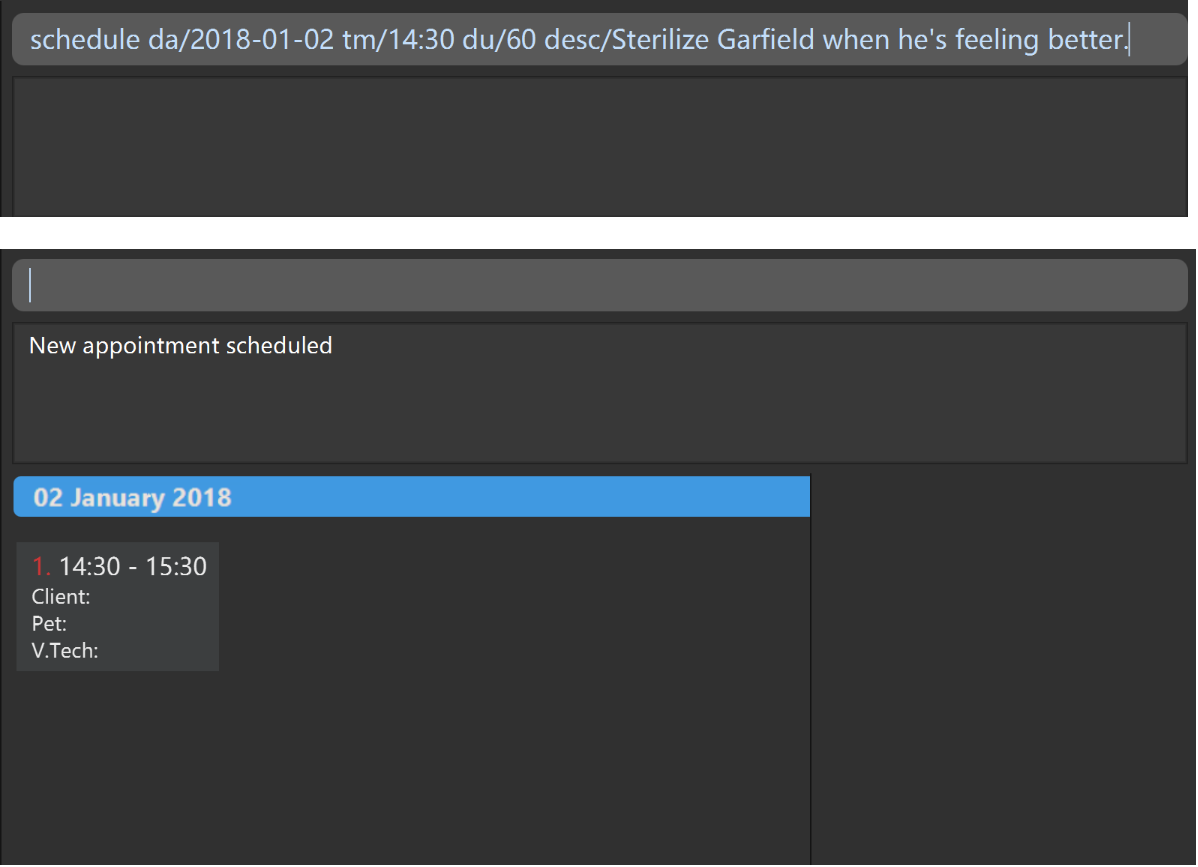 schedule da/2018-01-02 tm/14:30 du/60 desc/Sterilize Garfield when he's feeling better.
New appointment scheduled
02 January 2018
1. 14:30 - 15:30
Client:
Pet:
V.Tech: